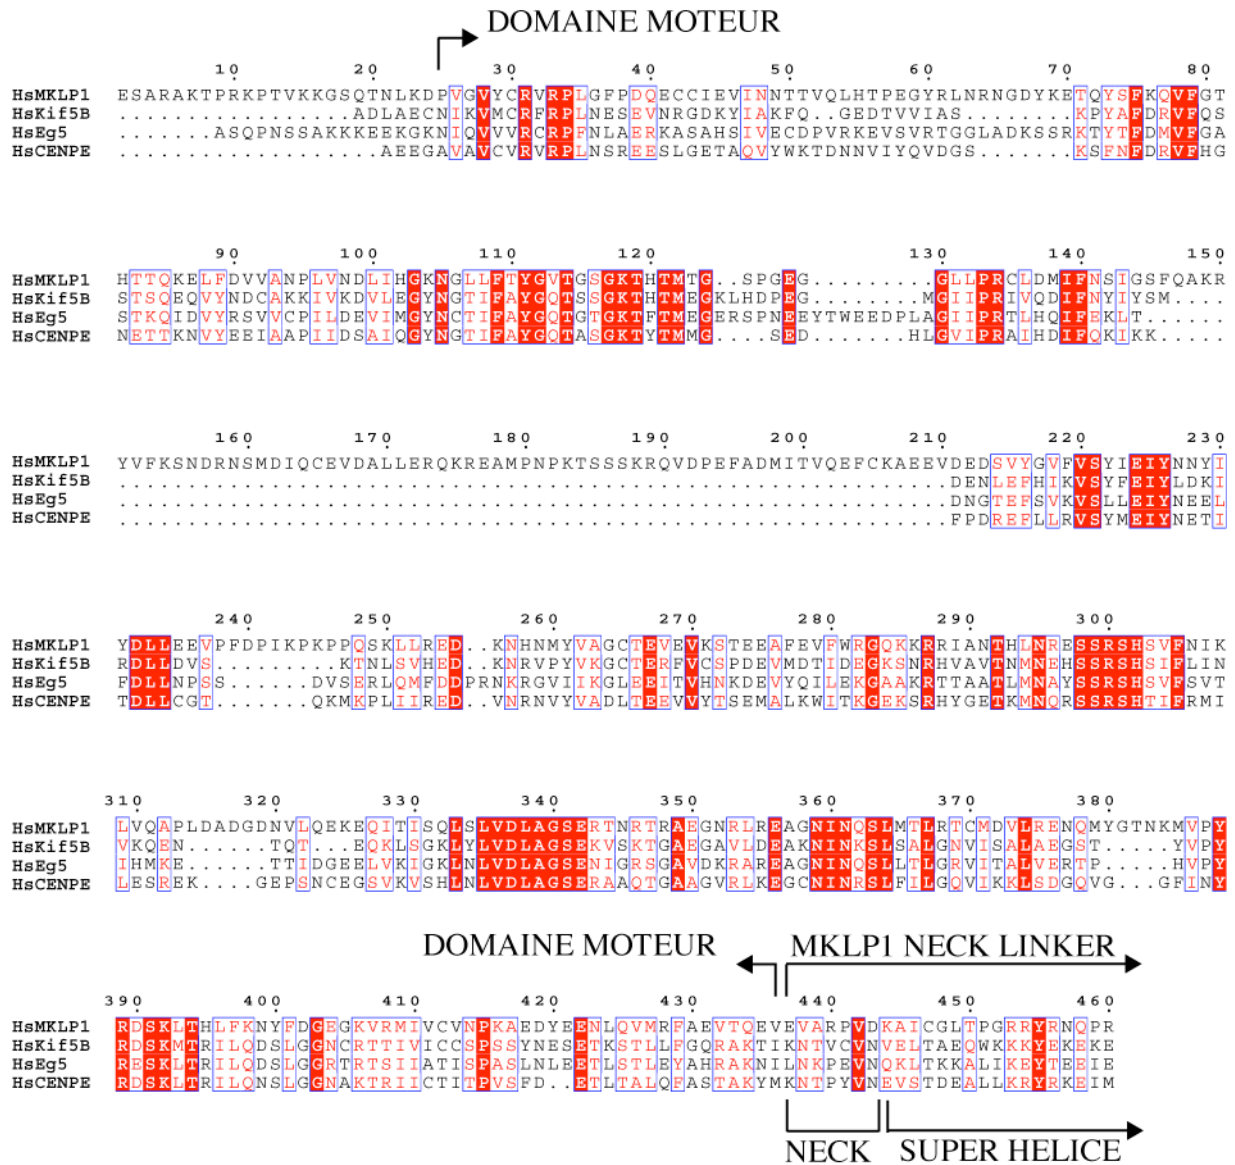 DOMAINE MOTEUR
10 20 30 40 50 60 70 80
HsMKLP1 ESARAKTPRKPTVKKGSQTNLKDPVGVYCRVRPLGFPDQECCIEVINNTTVQLHTPEGYRLNRNGDYKETQYSFKQVFGT
HsKif5B .................ADLAECNIKVMCRFRPLNESEVNRGDKYIAKFQ..GEDTVVIAS.......KPYAFDRVFQS
HsEg5 .......ASQPNSSAKKKEEKGKNIQVVVRCRPFNLAERKASAHSIVECDPVRKEVSVRTGGLADKSSRKTYTFDMVFGA
HsCENPE ...................AEEGAVAVCVRVRPLNSREESLGETAQVYWKTDNNVIYQVDGS.......KSFNFDRVFHG
90 100 110 120 130 140 150
HsMKLP1 HTTQKELFDVVANPLVNDLIHGKNGLLFTYGVTGSGKTHTMTG..SPGEG.........GLLPRCLDMIFNSIGSFQAKR
HsKif5B STSQEQVYNDCAKKIVKDVLEGYNGTIFAYGQTSSGKTHTMEGKLHDPEG........MGIIPRIVQDIFNYIYSM....
HsEg5 STKQIDVYRSVVCPILDEVIMGYNCTIFAYGQTGTGKTFTMEGERSPNEEYTWEEDPLAGIIPRTLHQIFEKLT......
HsCENPE NETTKNVYEEIAAPIIDSAIQGYNGTIFAYGQTASGKTYTMMG....SED........HLGVIPRAIHDIFQKIKK.....
160 170 180 190 200 210 220 230
HsMKLP1 YVFKSNDRNSMDIQCEVDALLERQKREAMPNPKTSSSKRQVDPEFADMITVQEFCKAEEVDEDSVYGVFVSYIEIYNNYI
HsKif5B ............................................................DENLEFHIKVSYFEIYLDKI
HsEg5 ............................................................DNGTEFSVKVSLLEIYNEEL
HsCENPE ............................................................FPDREFLLRVSYMEIYNETI
240 250 260 270 280 290 300
HsMKLP1 YDLLEEVPFDPIKPKPPQSKLLRED..KNHNMYVAGCTEVEVKSTEEAFEVFWRGQKKRRIANTHLNRESSRSHSVFNIK
HsKif5B RDLLDVS.........KTNLSVHED..KNRVPYVKGCTERFVCSPDEVMDTIDEGKSNRHVAVTNMNEHSSRSHSIFLIN
HsEg5 FDLLNPSS......DVSERLQMFDDPRNKRGVIIKGLEEITVHNKDEVYQILEKGAAKRTTAATLMNAYSSRSHSVFSVT
HsCENPE TDLLCGT.......QKMKPLIIRED..VNRNVYVADLTEEVVYTSEMALKWITKGEKSRHYGETKMNQRSSRSHTIFRMI
310 320 330 340 350 360 370 380
HsMKLP1 LVQAPLDADGDNVLQEKEQITISQLSLVDLAGSERTNRTRAEGNRLREAGNINQSLMTLRTCMDVLRENQMYGTNKMVPY
HsKif5B VKQEN......TQT...EQKLSGKLYLVDLAGSEKVSKTGAEGAVLDEAKNINKSLSALGNVISALAEGST.....YVPY
HsEg5 IHMKE......TTIDGEELVKIGKLNLVDLAGSENIGRSGAVDKRAREAGNINQSLLTLGRVITALVERTP.....HVPY
HsCENPE LESREK....GEPSNCEGSVKVSHLNLVDLAGSERAAQTGAAGVRLKEGCNINRSLFILGQVIKKLSDGQVG...GFINY
DOMAINE MOTEUR MKLP1 NECK LINKER
390 400 410 420 430 440 450 460
HsMKLP1 RDSKLTHLFKNYFDGEGKVRMIVCVNPKAEDYEENLQVMRFAEVTQEVEVARPVDKAICGLTPGRRYRNQPR
HsKif5B RDSKMTRILQDSLGGNCRTTIVICCSPSSYNESETKSTLLFGQRAKTIKNTVCVNVELTAEQWKKKYEKEKE
HsEg5 RESKLTRILQDSLGGRTRTSIIATISPASLNLEETLSTLEYAHRAKNILNKPEVNQKLTKKALIKEYTEEIE
HsCENPE RDSKLTRILQNSLGGNAKTRIICTITPVSFD..ETLTALQFASTAKYMKNTPYVNEVSTDEALLKRYRKEIM
NECK SUPER HELICE